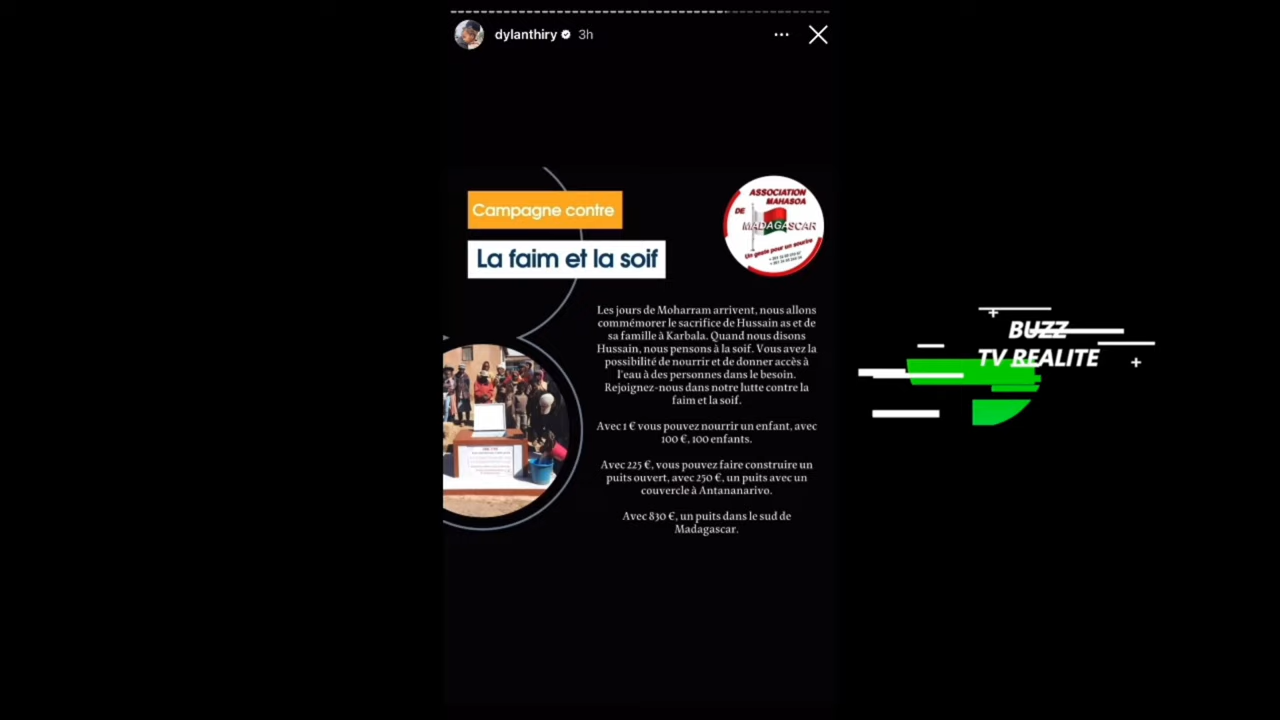 dylanthiry 3h
Campagne contre
La faim et la soif
ASSOCIATION
MAHASOA
DE
MADAGASCAR
Un geste pour un sourire
Les jours de Moharram arrivent, nous allons
commémorer le sacrifice de Hussain as et de
sa famille à Karbala. Quand nous disons
Hussain, nous pensons à la soif. Vous avez la
possibilité de nourrir et de donner accès à
l'eau à des personnes dans le besoin.
Rejoignez-nous dans notre lutte contre la
faim et la soif.
Avec 1 € vous pouvez nourrir un enfant, avec
100 €, 100 enfants.
Avec 225 €, vous pouvez faire construire un
puits ouvert, avec 250 €, un puits avec un
couvercle à Antananarivo.
Avec 830 €, un puits dans le sud de
Madagascar.
BUZZ
TV REALITE